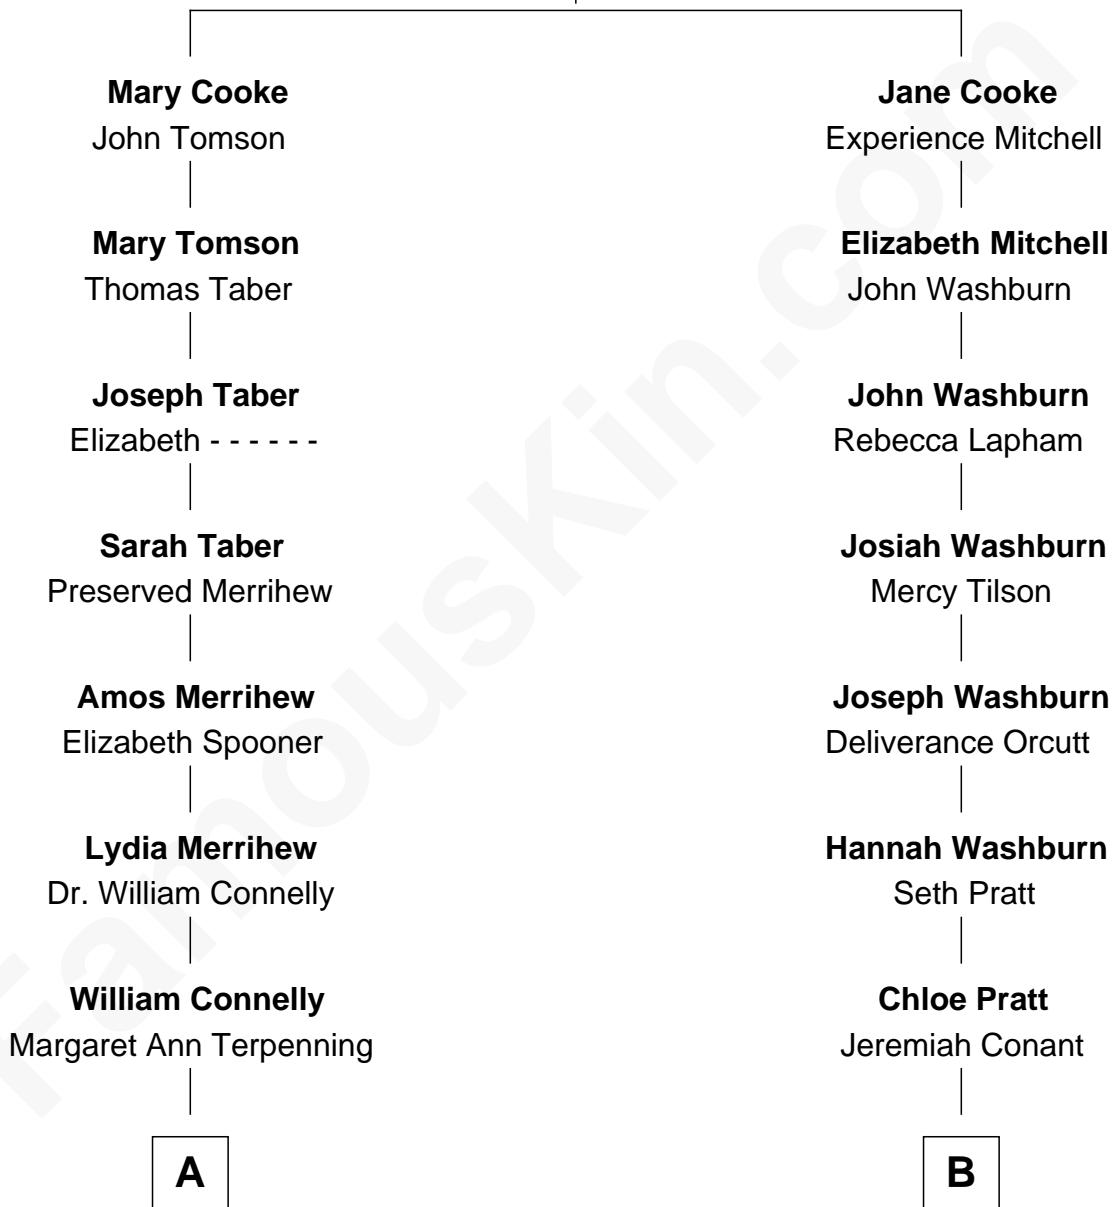 Mary Cooke
John Tomson
Mary Tomson
Thomas Taber
Joseph Taber
Elizabeth - - - - - -
Sarah Taber
Preserved Merrihew
Amos Merrihew
Elizabeth Spooner
Lydia Merrihew
Dr. William Connelly
William Connelly
Margaret Ann Terpenning
A
Jane Cooke
Experience Mitchell
Elizabeth Mitchell
John Washburn
John Washburn
Rebecca Lapham
Josiah Washburn
Mercy Tilson
Joseph Washburn
Deliverance Orcutt
Hannah Washburn
Seth Pratt
Chloe Pratt
Jeremiah Conant
B
FamousKin.com